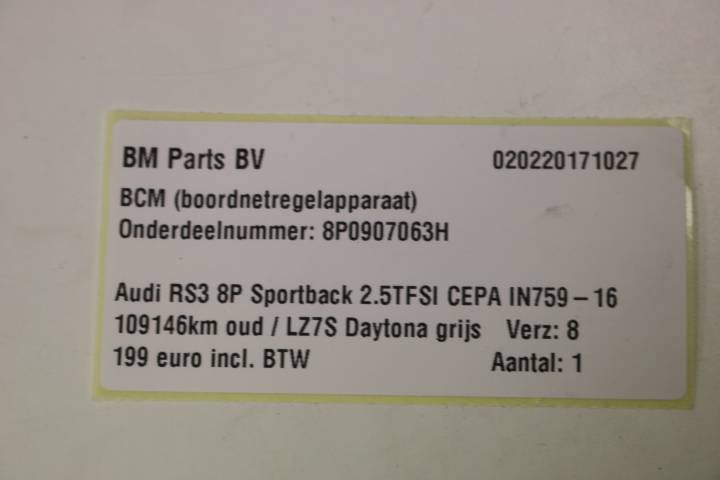 BM Parts BV 020220171027
BCM (boordnetregelapparaat)
Onderdeelnummer: 8P0907063H
Audi RS3 8P Sportback 2.5TFSI CEPA IN759-16
109146km oud / LZ7S Daytona grijs Verz: 8
199 euro incl. BTW Aantal: 1